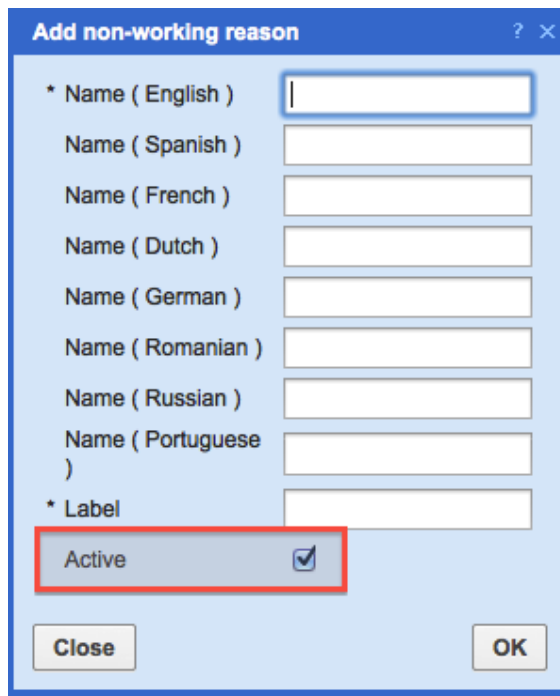 Add non-working reason ? ×
* Name ( English )
Name ( Spanish )
Name ( French )
Name ( Dutch )
Name ( German )
Name ( Romanian )
Name ( Russian )
Name ( Portuguese
)
* Label
Active
Close OK